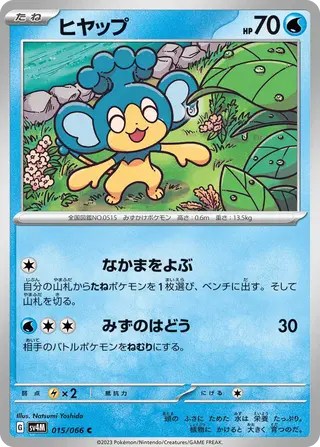 たね ヒヤップ HP70
全国図鑑NO.0515 みずかけポケモン 高さ:0.6m 重さ:13.5kg
なかまをよぶ
自分の山札からたねポケモンを1枚選び、ベンチに出す。そして山札を切る。
みずのはどう 30
相手のバトルポケモンをねむりにする。
弱点 ×2 抵抗力 にげる
Illus. Natsumi Yoshida
G sv4M 015/066 C
©2023 Pokémon/Nintendo/Creatures/GAME FREAK.